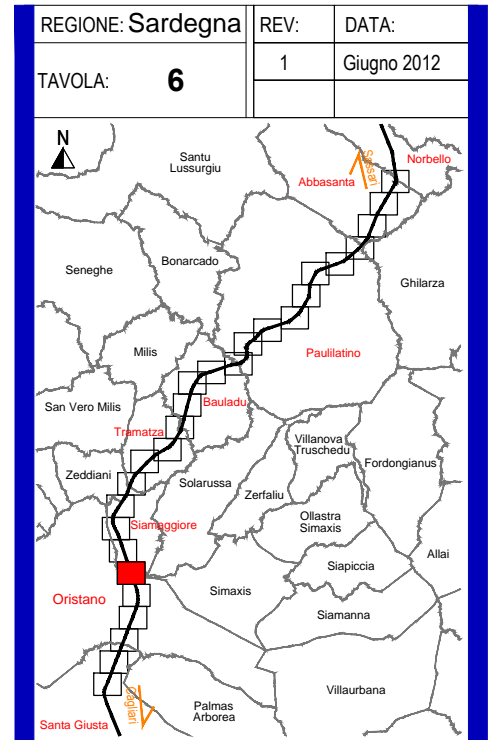 REGIONE: Sardegna
REV:
DATA:
TAVOLA: 6
1
Giugno 2012
N
Santu
Lussurgiu
Sassari
Norbello
Abbasanta
Seneghe
Bonarcado
Ghilarza
Milis
Paulilatino
San Vero Milis
Bauladu
Tramatza
Villanova
Truschedu
Zeddiani
Solarussa
Fordongianus
Zerfaliu
Ollastra
Simaxis
Siamaggiore
Allai
Siapiccia
Oristano
Simaxis
Siamanna
Villaurbana
Cagliari
Palmas
Arborea
Santa Giusta